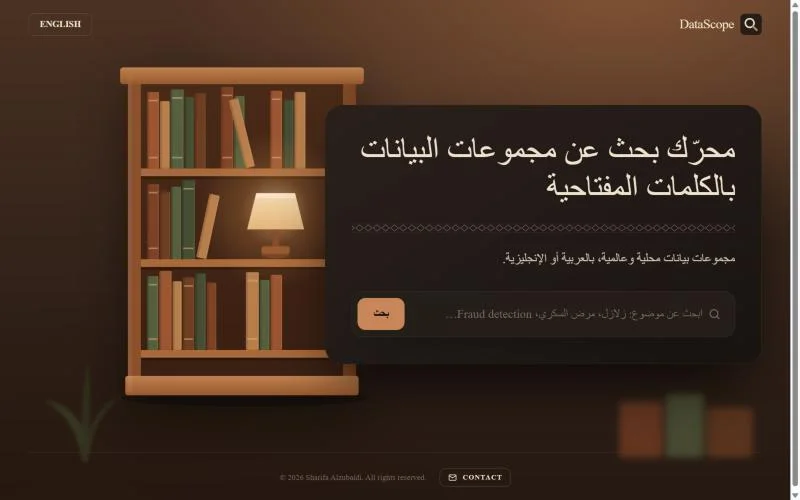 ENGLISH
DataScope
محرّك بحث عن مجموعات البيانات
بالكلمات المفتاحية
مجموعات بيانات محلية وعالمية، بالعربية أو الإنجليزية.
ابحث عن موضوع: زلازل، مرض السكري، Fraud detection…
بحث
© 2026 Sharifa Alzubaidi. All rights reserved.
CONTACT